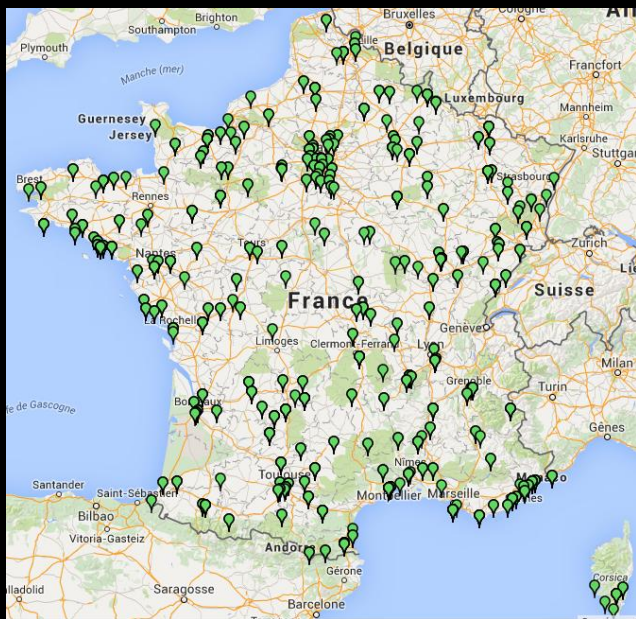 Southampton
Brighton
Bruxelles
Cologne
Plymouth
Belgique
Manche (mer)
Francfort
Luxembourg
Mannheim
Guernesey
Jersey
Karlsruhe
Stuttgart
Brest
Strasbourg
Rennes
Zurich
Nantes
Tours
Suisse
France
La Rochelle
Genève
Limoges
Clermont-Ferrand
Lyon
Milan
Grenoble
Turin
Gênes
Toulouse
Nîmes
Monaco
Santander
Saint-Sébastien
Montpellier
Marseille
Bilbao
Vitoria-Gasteiz
Andorre
Corsica
Gérone
Saragosse
Barcelone